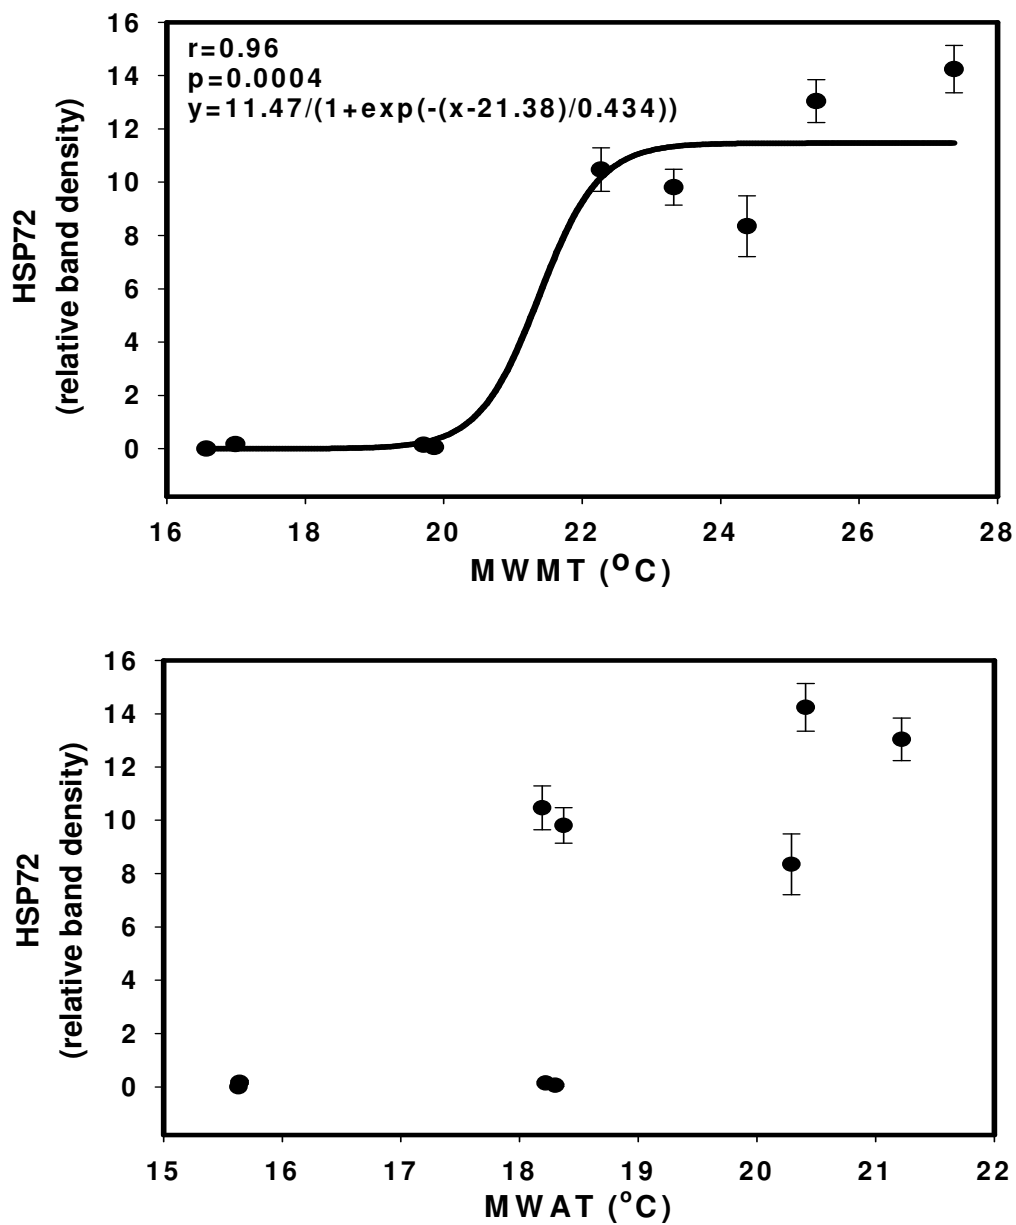 16
14
12
10
8
6
4
2
0
HSP72
(relative band density)
r=0.96
p=0.0004
y=11.47/(1+exp(-(x-21.38)/0.434))
16 18 20 22 24 26 28
MWMT (°C)
16
14
12
10
8
6
4
2
0
HSP72
(relative band density)
15 16 17 18 19 20 21 22
MWAT (°C)